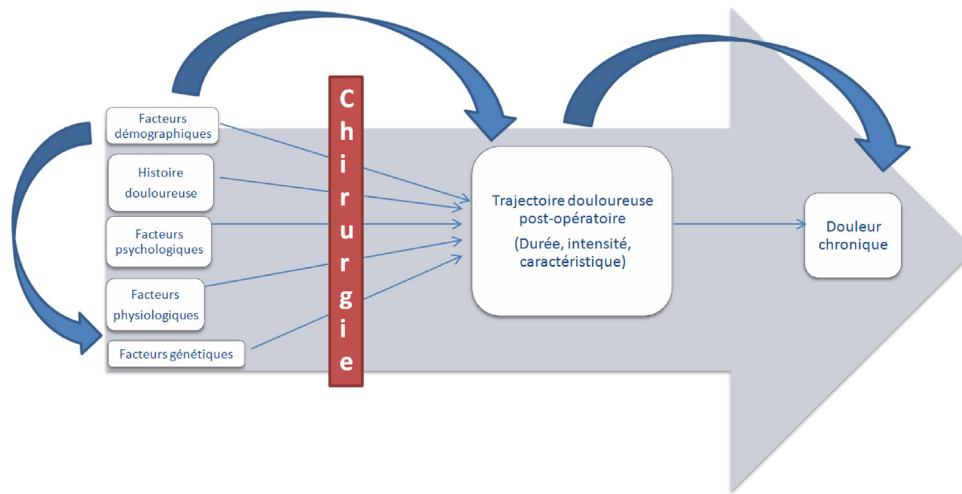 Facteurs
démographiques
Histoire
douloureuse
Facteurs
psychologiques
Facteurs
physiologiques
Facteurs génétiques
Chirurgie
Trajectoire douloureuse
post-opératoire
(Durée, intensité,
caractéristique)
Douleur
chronique